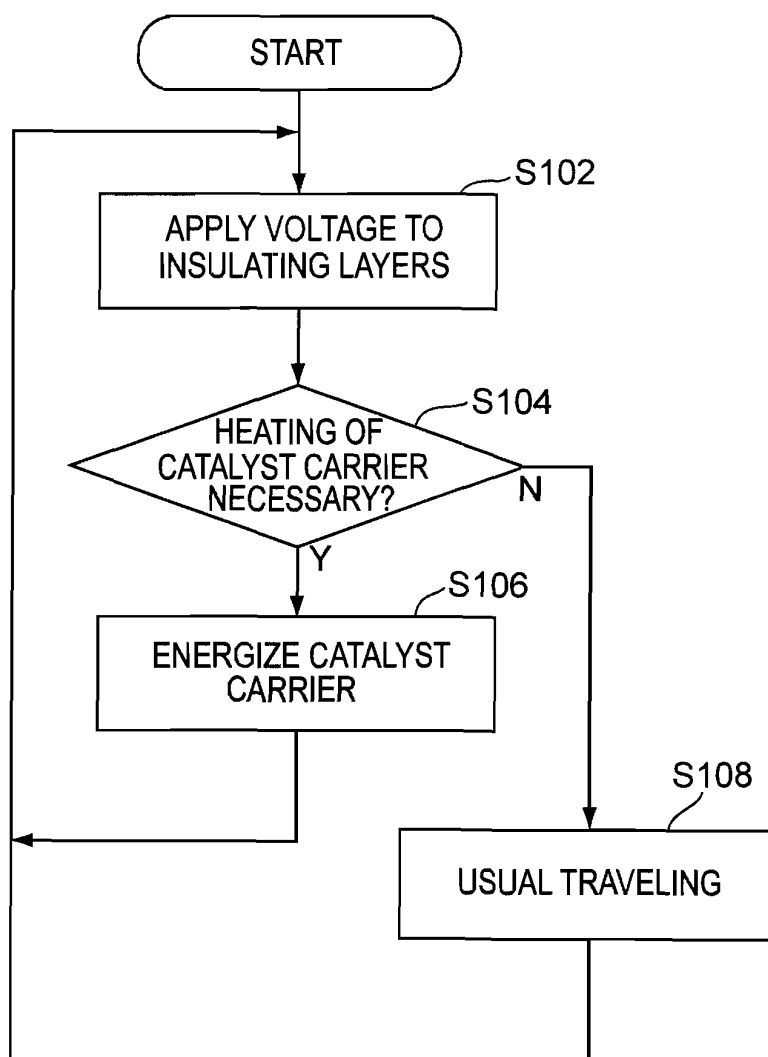 START
S102
APPLY VOLTAGE TO
INSULATING LAYERS
S104
HEATING OF
CATALYST CARRIER
NECESSARY?
N
Y
S106
ENERGIZE CATALYST
CARRIER
S108
USUAL TRAVELING